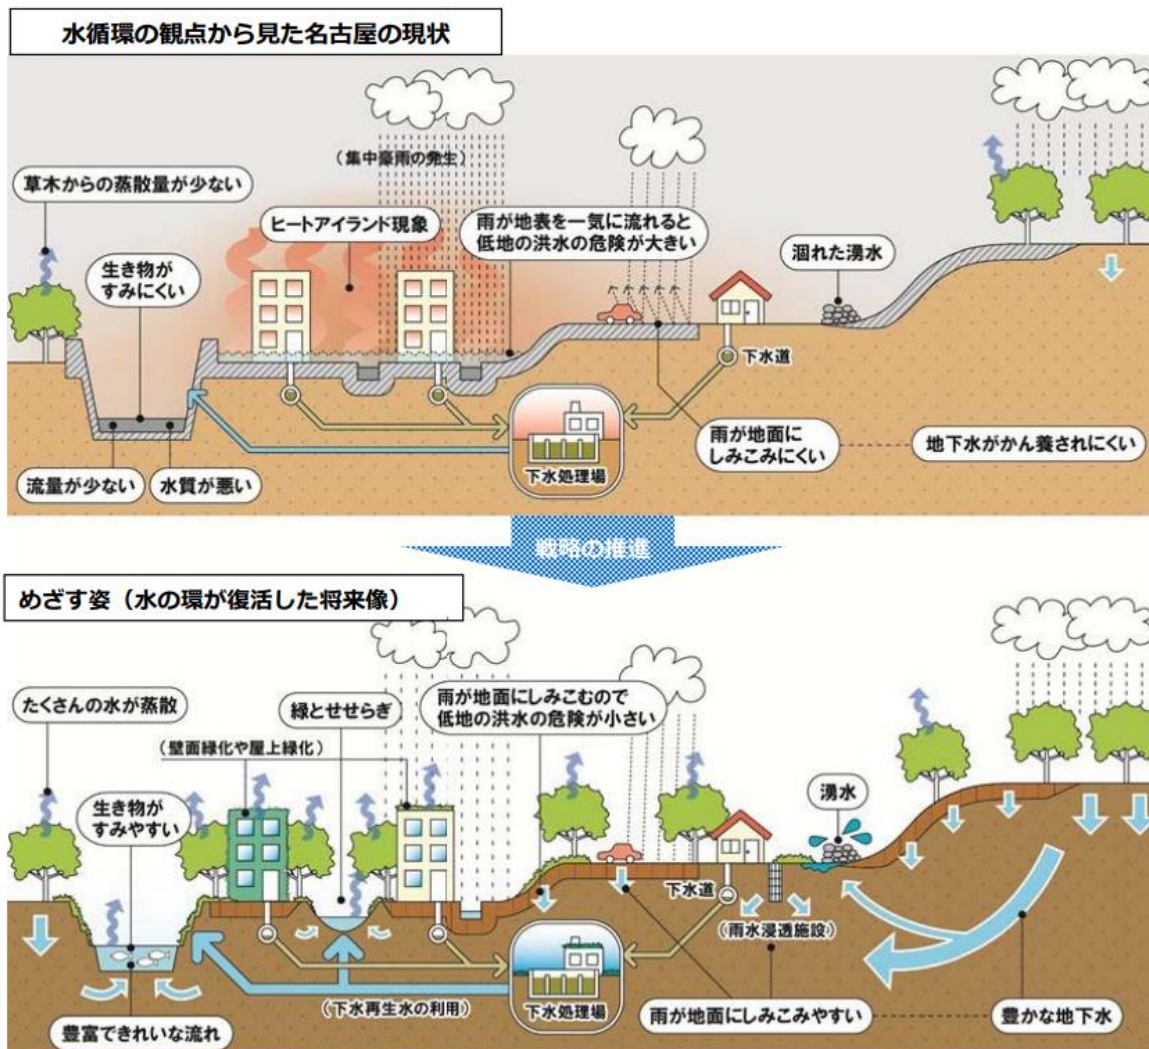 水循環の観点から見た名古屋の現状
(集中豪雨の発生)
草木からの蒸散量が少ない
ヒートアイランド現象
雨が地表を一気に流れると
低地の洪水の危険が大きい
涸れた湧水
生き物が
すみにくい
下水道
雨が地面に
しみこみにくい
地下水がかん養されにくい
流量が少ない
水質が悪い
下水処理場
戦略の推進
めざす姿(水の環が復活した将来像)
たくさんの水が蒸散
緑とせせらぎ
雨が地面にしみこむので
低地の洪水の危険が小さい
(壁面緑化や屋上緑化)
生き物が
すみやすい
湧水
下水道
(雨水浸透施設)
(下水再生水の利用)
下水処理場
豊富できれいな流れ
雨が地面にしみこみやすい
豊かな地下水